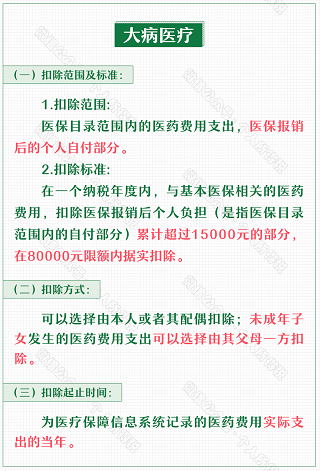 大病医疗
（一）扣除范围及标准：
1.扣除范围：
医保目录范围内的医药费用支出，医保报销
后的个人自付部分。
2.扣除标准：
在一个纳税年度内，与基本医保相关的医药
费用，扣除医保报销后个人负担（是指医保目录
范围内的自付部分）累计超过15000元的部分，
在80000元限额内据实扣除。
（二）扣除方式：
可以选择由本人或者其配偶扣除；未成年子
女发生的医药费用支出可以选择由其父母一方扣
除。
（三）扣除起止时间：
为医疗保障信息系统记录的医药费用实际支
出的当年。